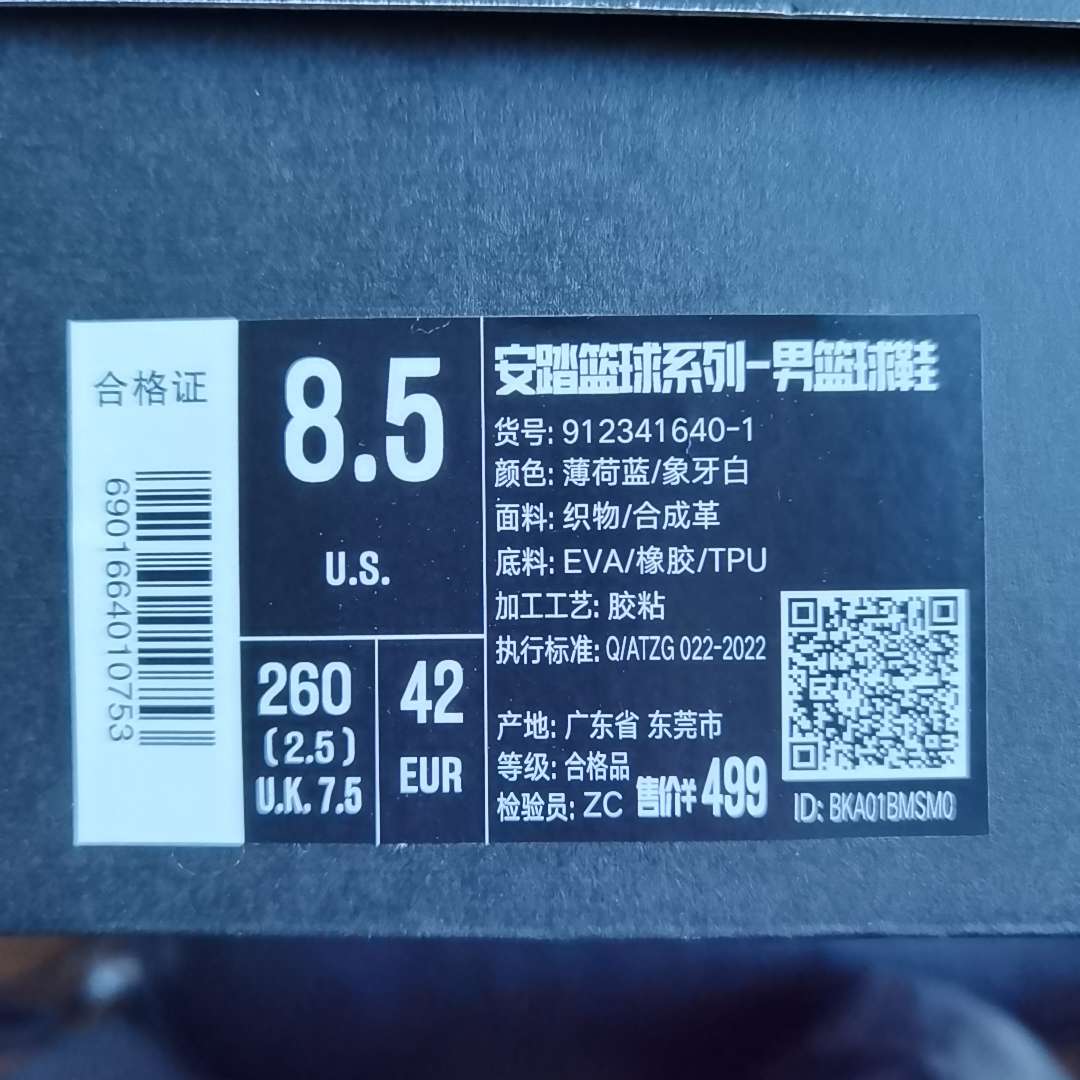 合格证
6901664010753
8.5
U.S.
260
(2.5)
U.K. 7.5
42
EUR
安踏篮球系列-男篮球鞋
货号: 912341640-1
颜色: 薄荷蓝/象牙白
面料: 织物/合成革
底料: EVA/橡胶/TPU
加工工艺: 胶粘
执行标准: Q/ATZG 022-2022
产地: 广东省 东莞市
等级: 合格品
检验员: ZC
售价¥499
ID: BKA01BMSM0